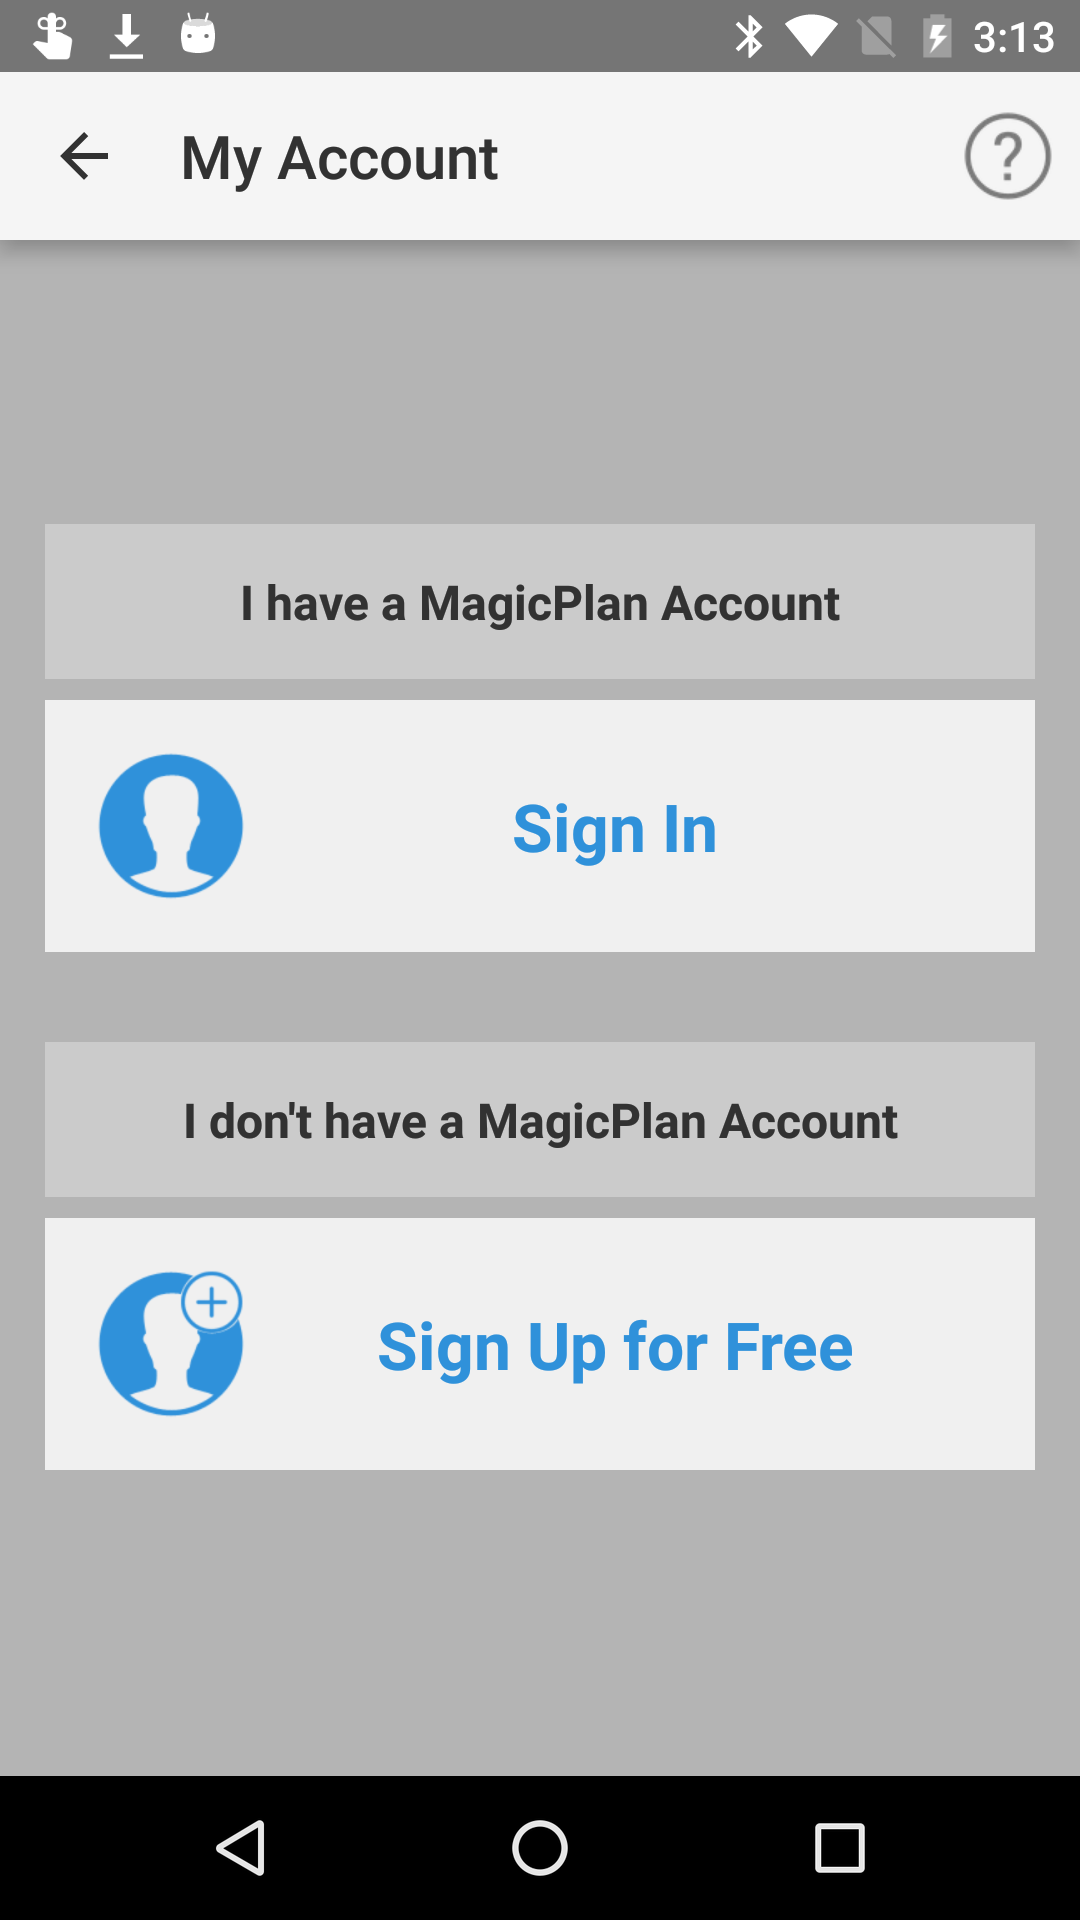 3:13
My Account
?
I have a MagicPlan Account
Sign In
I don't have a MagicPlan Account
Sign Up for Free